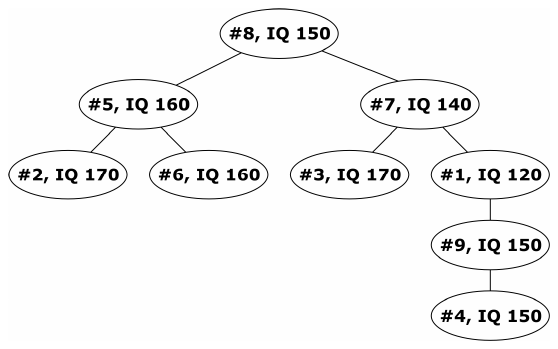 #8, IQ 150
#5, IQ 160
#7, IQ 140
#2, IQ 170
#6, IQ 160
#3, IQ 170
#1, IQ 120
#9, IQ 150
#4, IQ 150